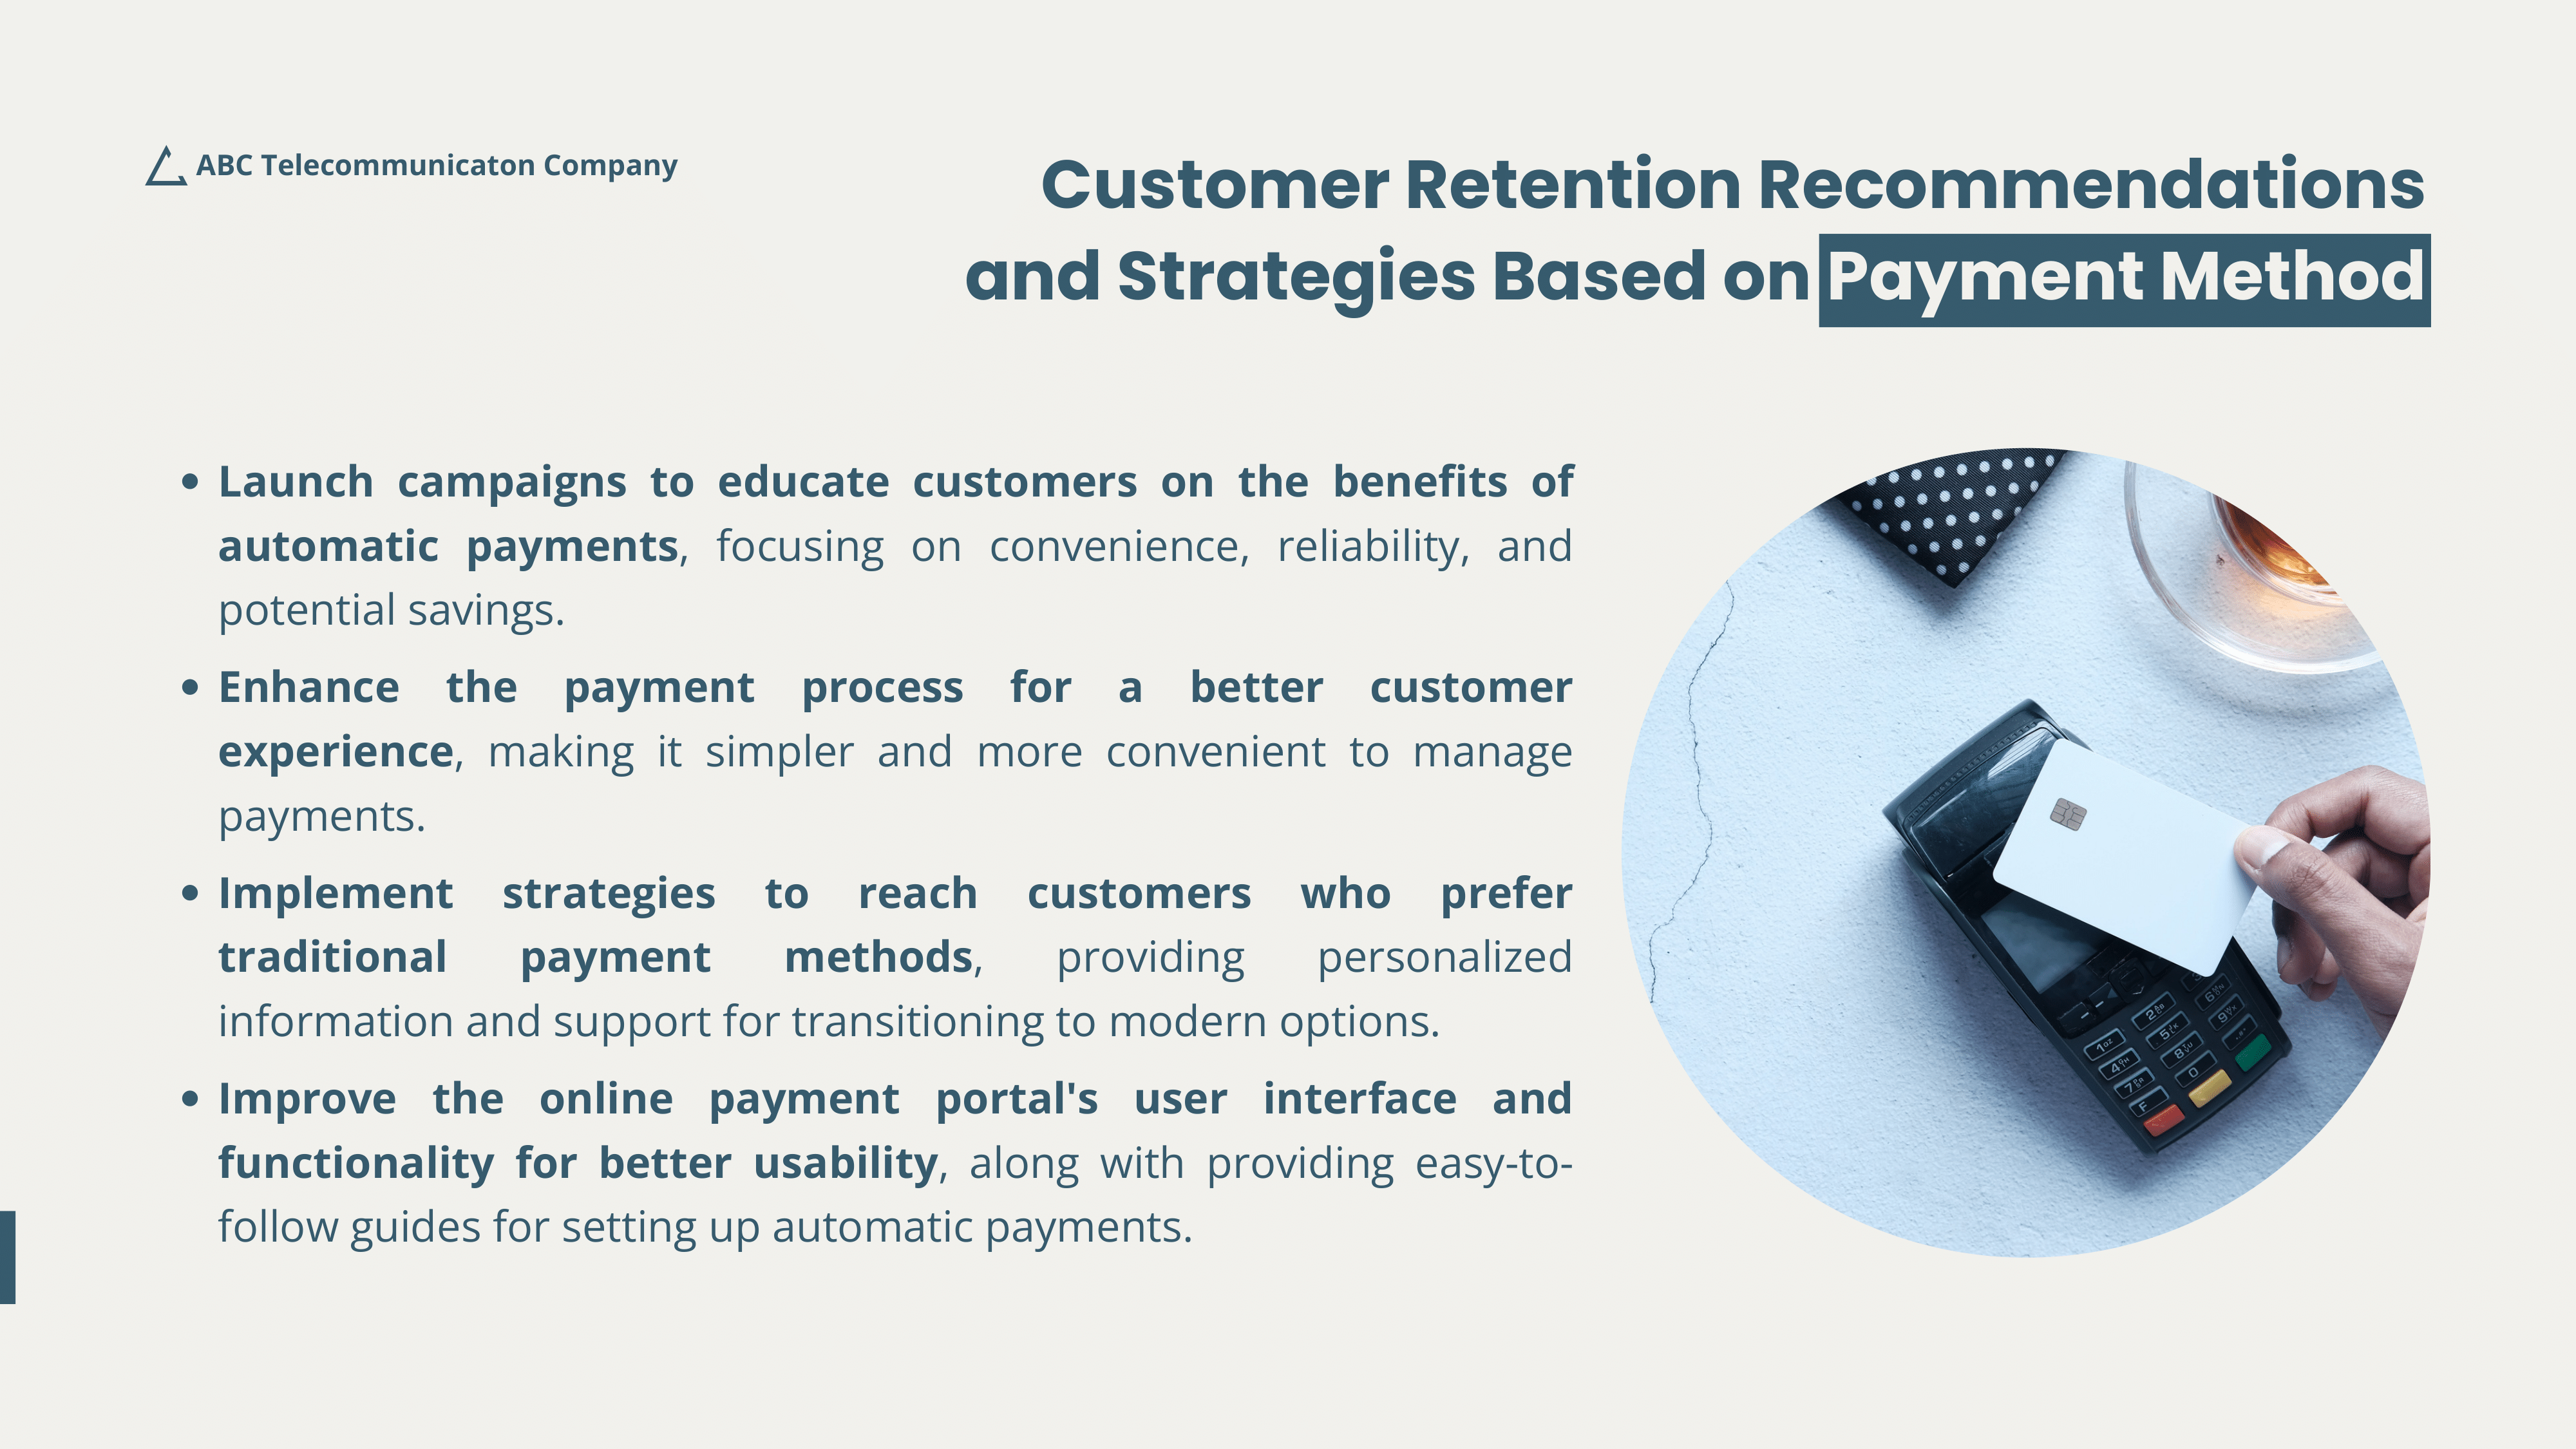 ABC Telecommunicaton Company
Customer Retention Recommendations
and Strategies Based on Payment Method
• Launch campaigns to educate customers on the benefits of
automatic payments, focusing on convenience, reliability, and
potential savings.
• Enhance the payment process for a better customer
experience, making it simpler and more convenient to manage
payments.
• Implement strategies to reach customers who prefer
traditional payment methods, providing personalized
information and support for transitioning to modern options.
• Improve the online payment portal's user interface and
functionality for better usability, along with providing easy-to-
follow guides for setting up automatic payments.